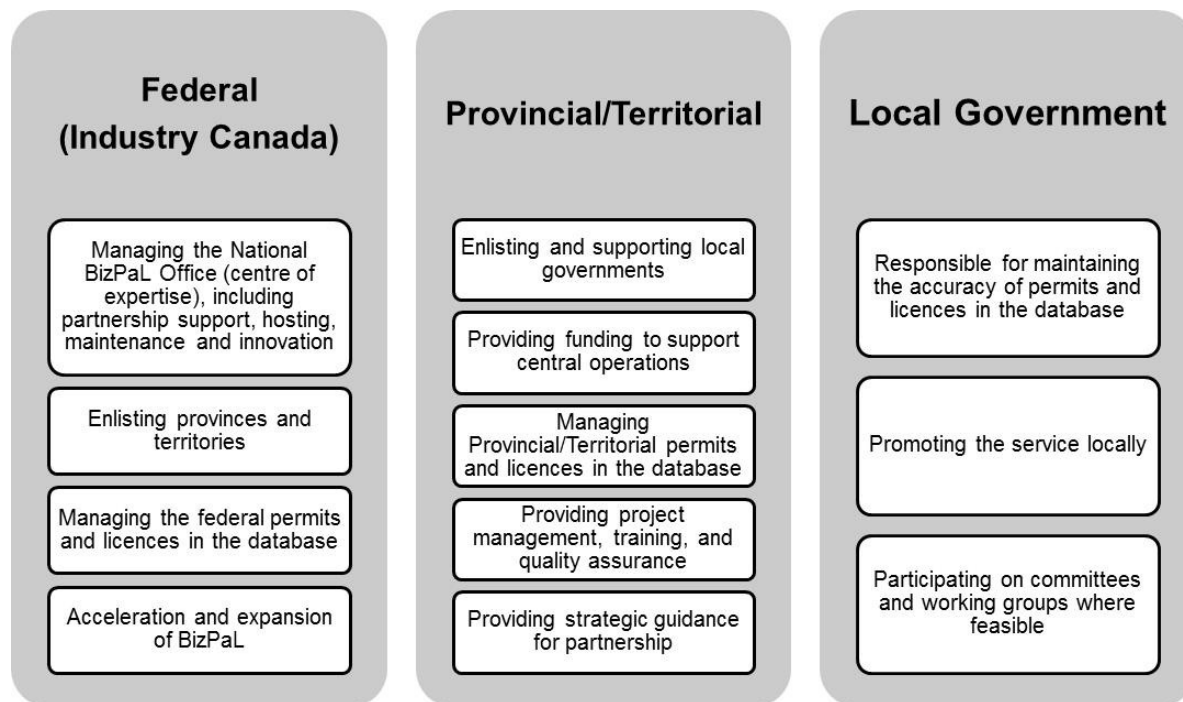 Federal
(Industry Canada)
Managing the National
BizPaL Office (centre of
expertise), including
partnership support, hosting,
maintenance and innovation
Enlisting provinces and
territories
Managing the federal permits
and licences in the database
Acceleration and expansion
of BizPaL
Provincial/Territorial
Enlisting and supporting local
governments
Providing funding to support
central operations
Managing
Provincial/Territorial permits
and licences in the database
Providing project
management, training, and
quality assurance
Providing strategic guidance
for partnership
Local Government
Responsible for maintaining
the accuracy of permits and
licences in the database
Promoting the service locally
Participating on committees
and working groups where
feasible